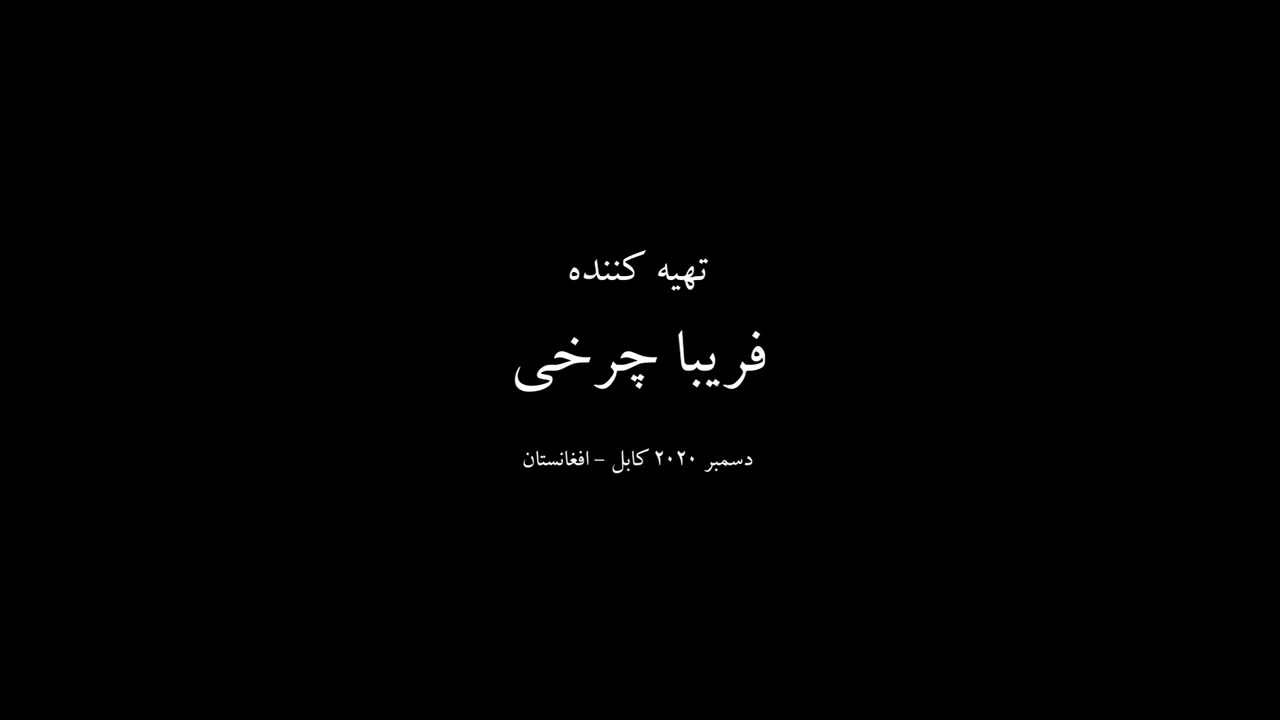 تهیه کننده
فریبا چرخی
دسمبر ۲۰۲۰ کابل – افغانستان